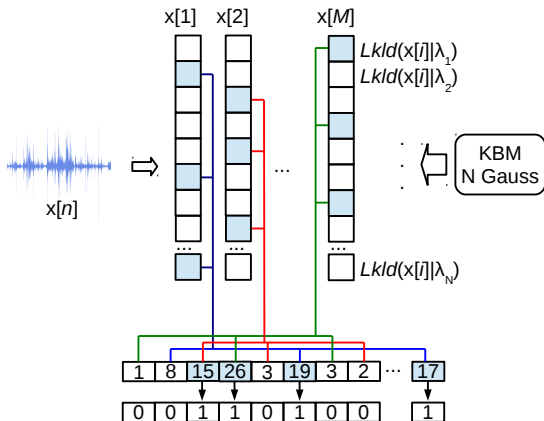 x[1] x[2] x[M]
Lkld(x[i]|λ1)
Lkld(x[i]|λ2)
x[n]
...
.
.
.
KBM
N Gauss
... ... ...
Lkld(x[i]|λN)
1 8 15 26 3 19 3 2 ... 17
0 0 1 1 0 1 0 0 1